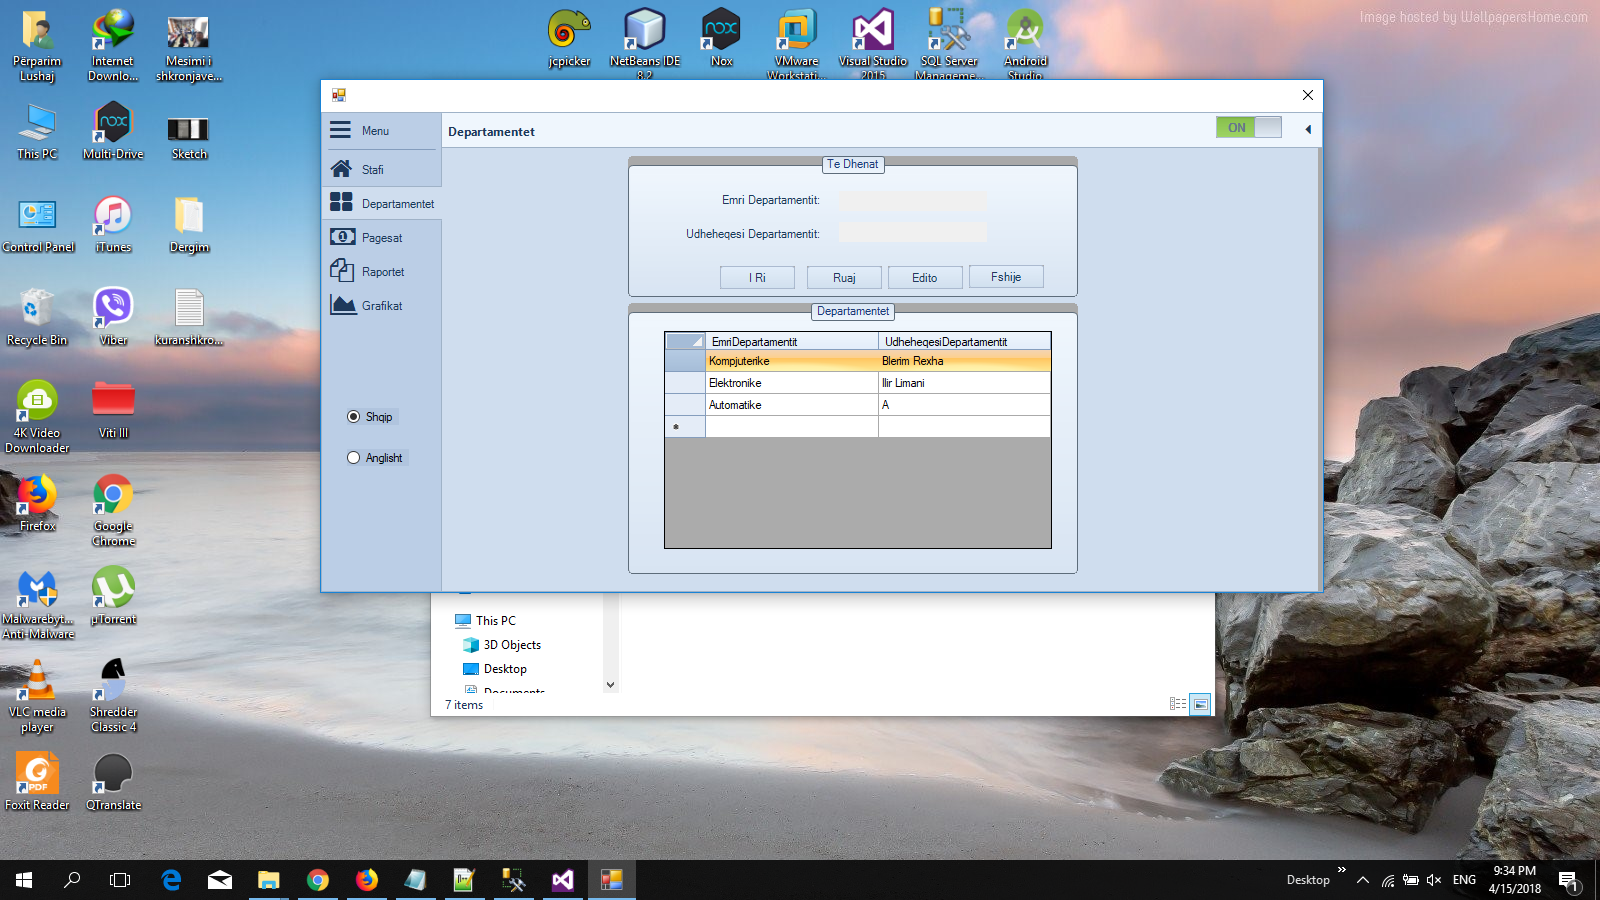 Image hosted by WallpapersHome.com
Përparim
Lushaj
Internet
Downlo...
Mesimi i
shkronjave...
jcpicker
NetBeans IDE
8.2
Nox
VMware
Workstati...
Visual Studio
2015
SQL Server
Manageme...
Android
Studio
This PC
Multi-Drive
Sketch
Control Panel
iTunes
Dergim
Recycle Bin
Viber
kuranshkro...
4K Video
Downloader
Viti III
Firefox
Google
Chrome
Malwarebyt...
Anti-Malware
µTorrent
VLC media
player
Shredder
Classic 4
Foxit Reader
QTranslate
Menu
Stafi
Departamentet
Pagesat
Raportet
Grafikat
Shqip
Anglisht
Departamentet
ON
Te Dhenat
Emri Departamentit:
Udheheqesi Departamentit:
I Ri
Ruaj
Edito
Fshije
Departamentet
EmriDepartamentit
UdheheqesiDepartamentit
Kompjuterike
Blerim Rexha
Elektronike
Ilir Limani
Automatike
A
*
This PC
3D Objects
Desktop
Documents
7 items
Desktop
ENG
9:34 PM
4/15/2018
1